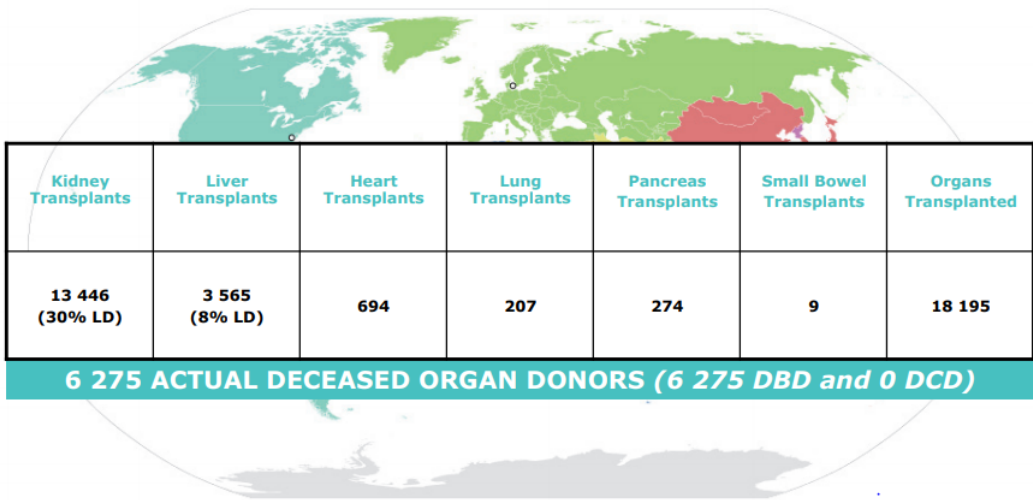 Kidney
Transplants
Liver
Transplants
Heart
Transplants
Lung
Transplants
Pancreas
Transplants
Small Bowel
Transplants
Organs
Transplanted
13 446
(30% LD)
3 565
(8% LD)
694
207
274
9
18 195
6 275 ACTUAL DECEASED ORGAN DONORS (6 275 DBD and 0 DCD)